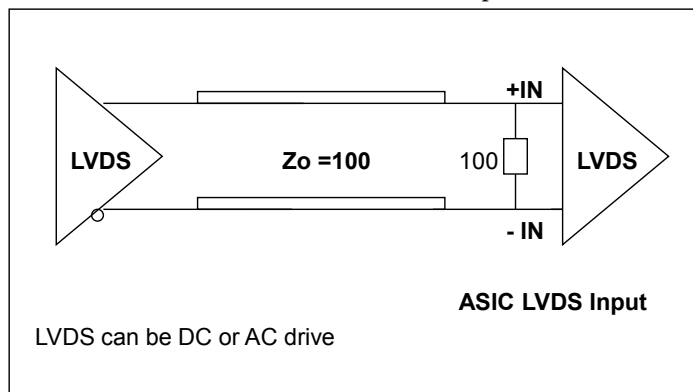 +IN
LVDS
Zo =100
100
LVDS
- IN
ASIC LVDS Input
LVDS can be DC or AC drive